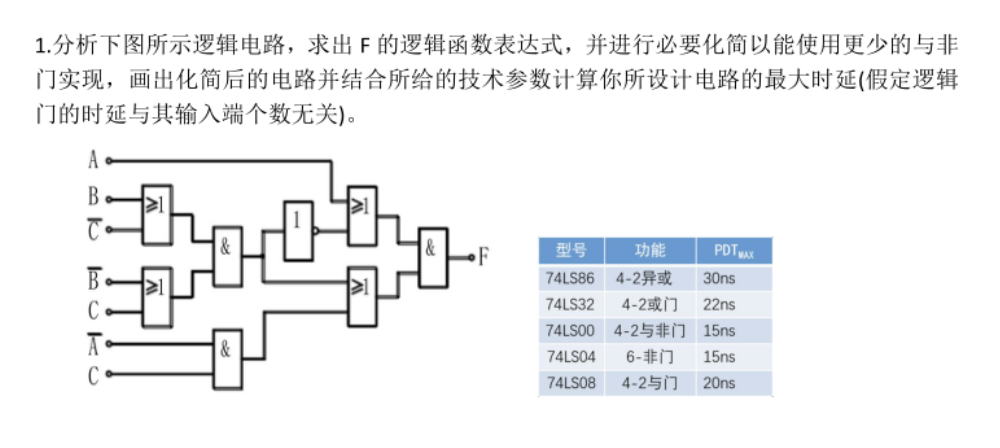 1.分析下图所示逻辑电路，求出 F 的逻辑函数表达式，并进行必要化简以能使用更少的与非
门实现，画出化简后的电路并结合所给的技术参数计算你所设计电路的最大时延(假定逻辑
门的时延与其输入端个数无关)。
A
B
≥1
C̅
&
1
≥1
&
F
B̅
≥1
C
≥1
A̅
&
C
型号 功能 PDTMAX
74LS86 4-2异或 30ns
74LS32 4-2或门 22ns
74LS00 4-2与非门 15ns
74LS04 6-非门 15ns
74LS08 4-2与门 20ns